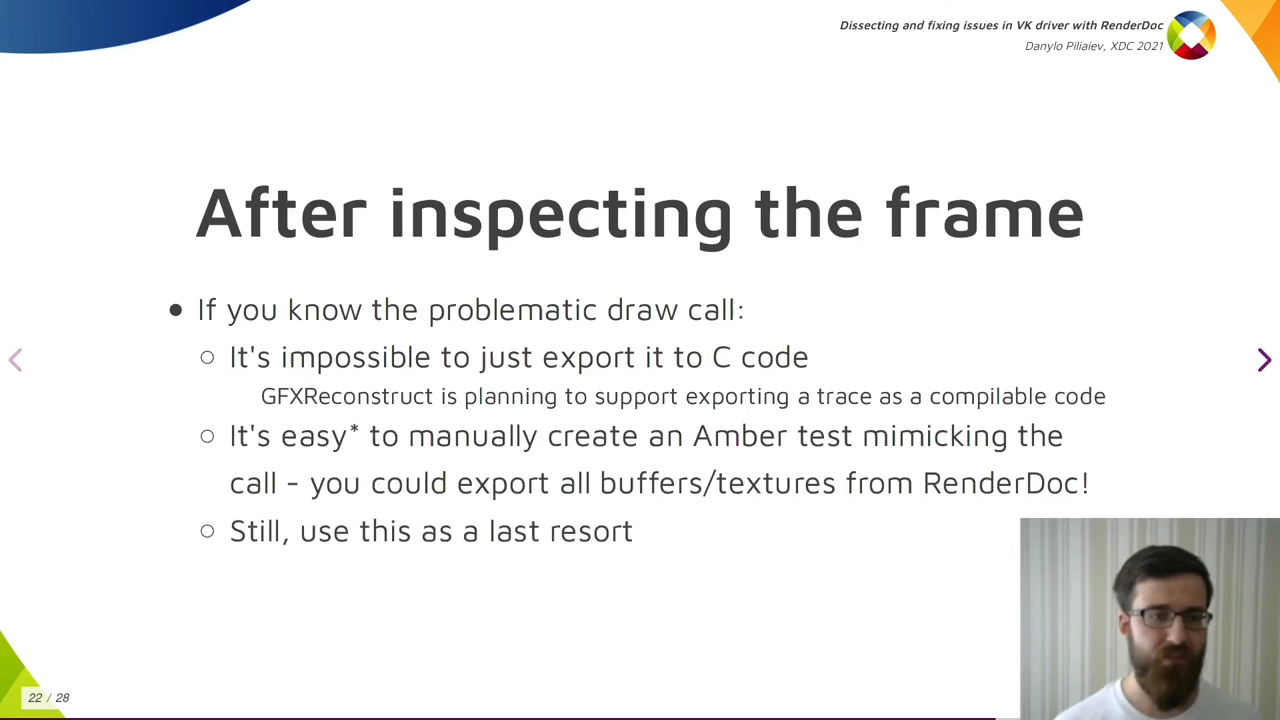 Dissecting and fixing issues in VK driver with RenderDoc
Danylo Piliaiev, XDC 2021
After inspecting the frame
If you know the problematic draw call:
It's impossible to just export it to C code
GFXReconstruct is planning to support exporting a trace as a compilable code
It's easy* to manually create an Amber test mimicking the
call - you could export all buffers/textures from RenderDoc!
Still, use this as a last resort
22 / 28